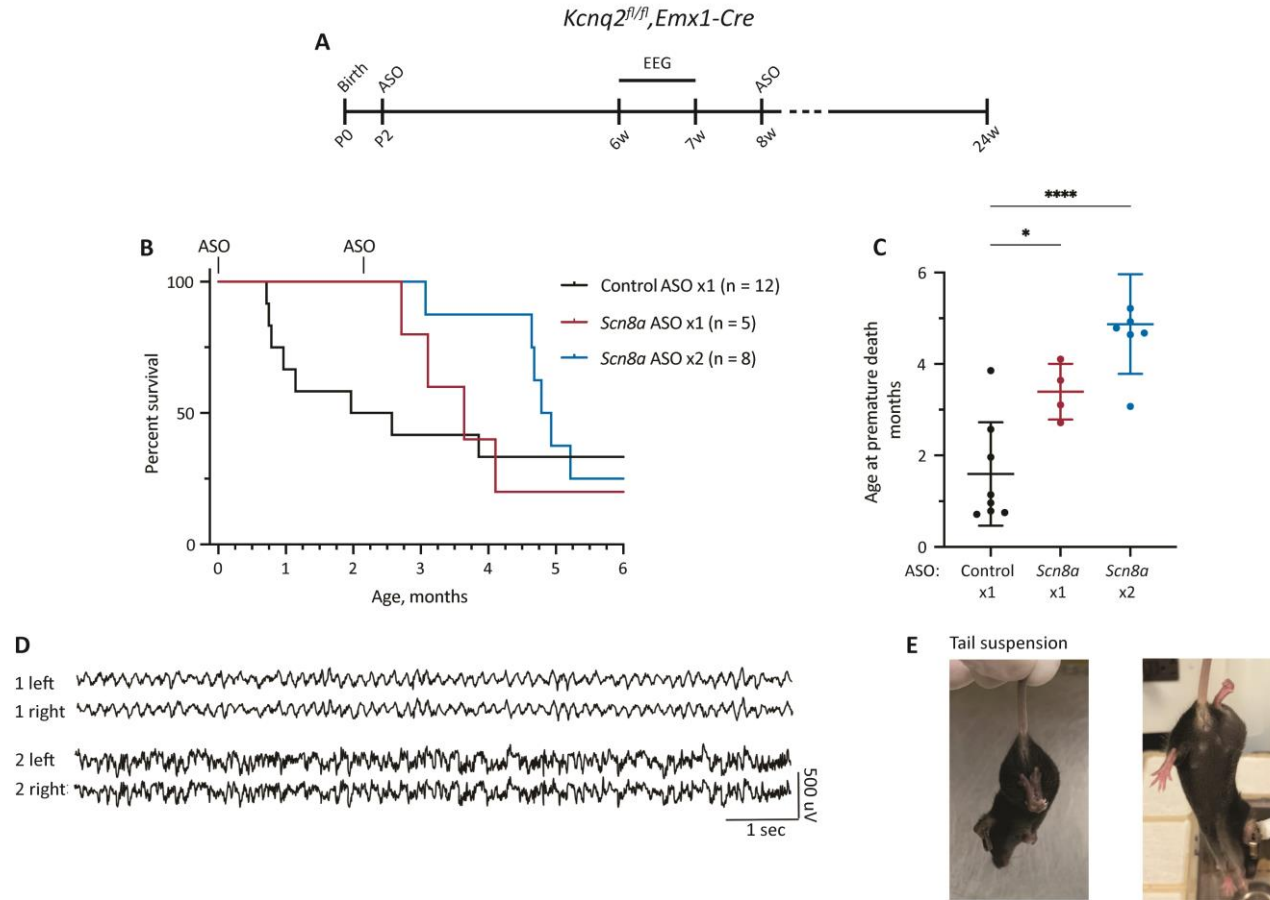 Kcnq2fl/fl,Emx1-Cre
A
Birth
ASO
EEG
ASO
P0
P2
6w
7w
8w
24w
B
ASO
ASO
100
50
0
Percent survival
0 1 2 3 4 5 6
Age, months
Control ASO x1 (n = 12)
Scn8a ASO x1 (n = 5)
Scn8a ASO x2 (n = 8)
C
****
*
6
4
2
0
Age at premature death
months
ASO: Control Scn8a Scn8a
x1 x1 x2
D
1 left
1 right
2 left
2 right:
500 uV
1 sec
E Tail suspension